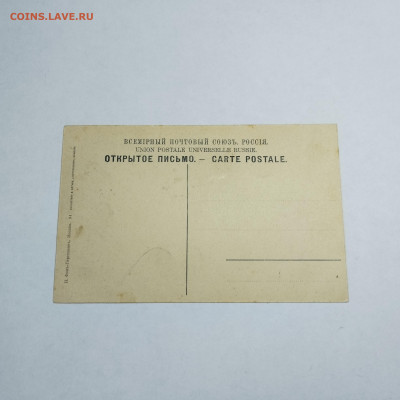 COINS.LAVE.RU
ВСЕМІРНЫЙ ПОЧТОВЫЙ СОЮЗЪ. РОССІЯ.
UNION POSTALE UNIVERSELLE RUSSIE.
ОТКРЫТОЕ ПИСЬМО. — CARTE POSTALE.